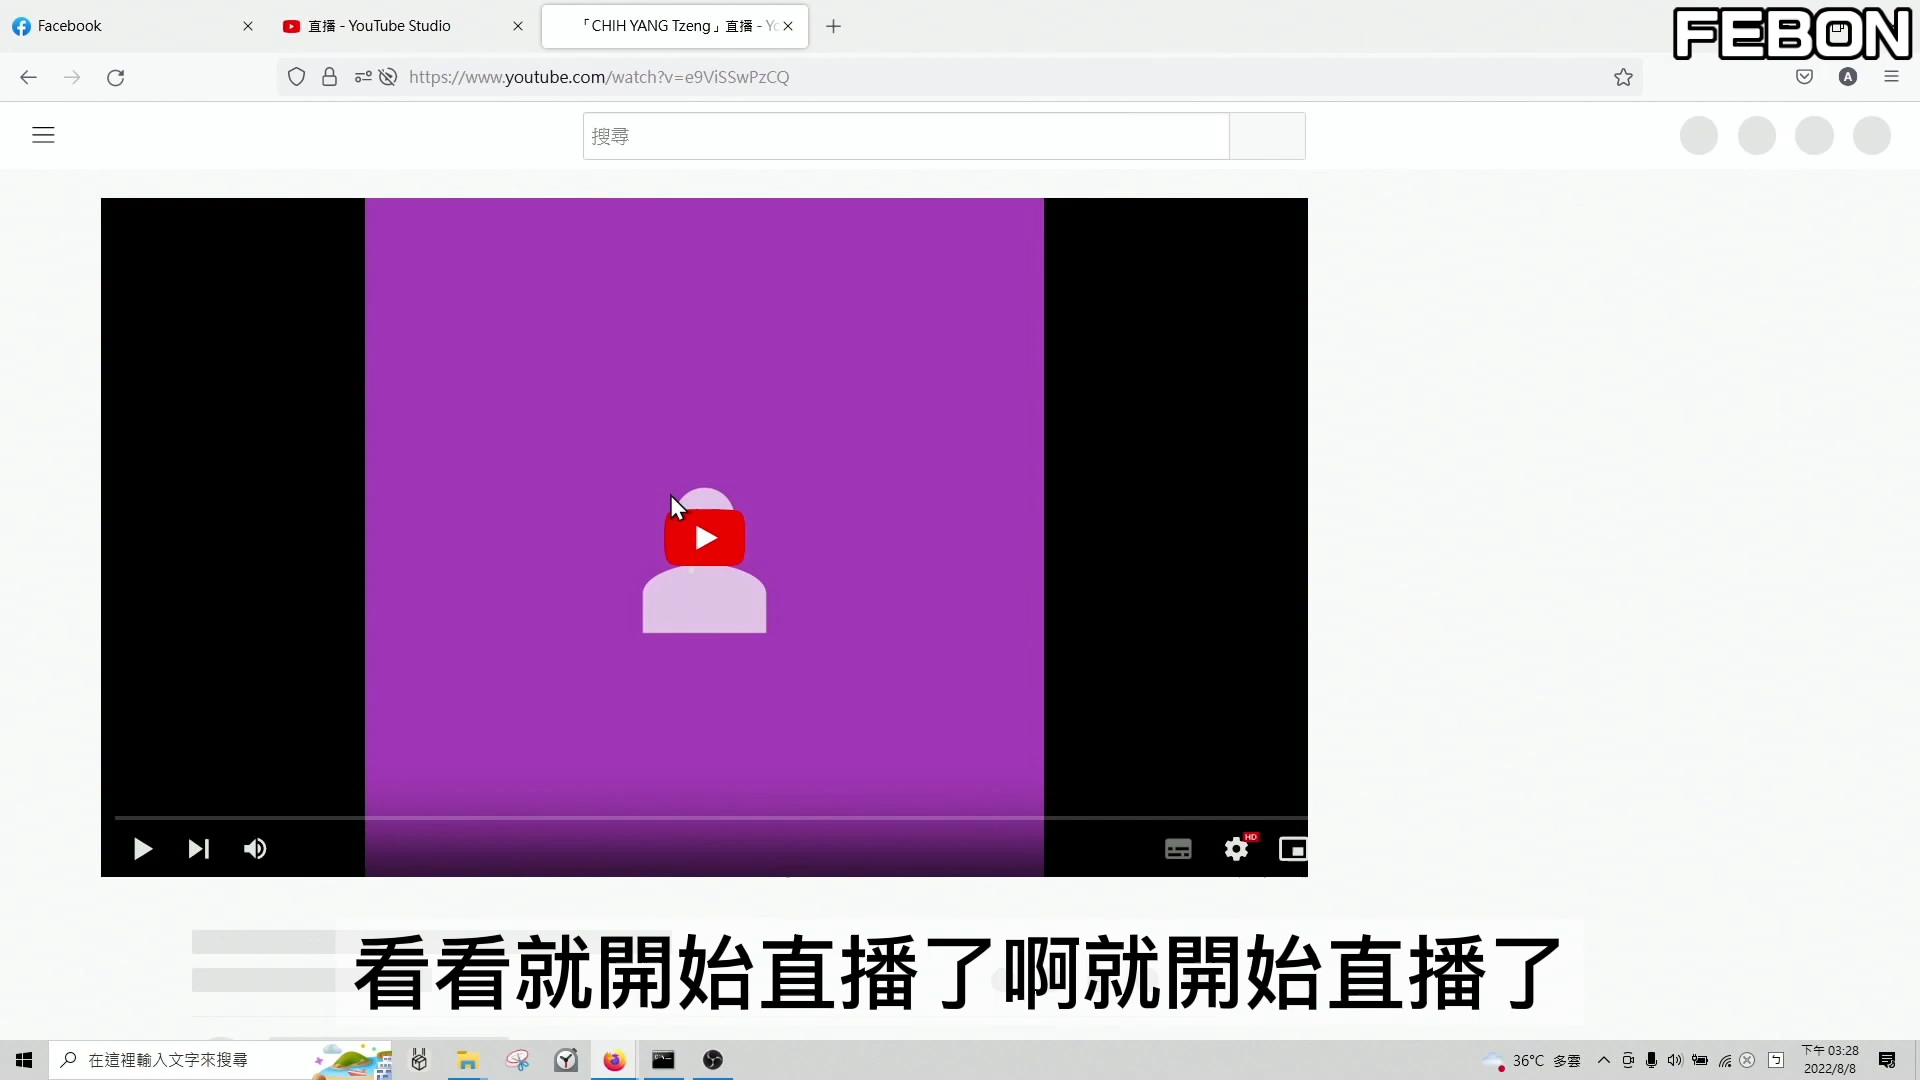 Facebook
直播 - YouTube Studio
「CHIH YANG Tzeng」直播 - Yo
FEBON
https://www.youtube.com/watch?v=e9ViSSwPzCQ
A
搜尋
HD
看看就開始直播了啊就開始直播了
在這裡輸入文字來搜尋
36°C 多雲
下午 03:28
2022/8/8